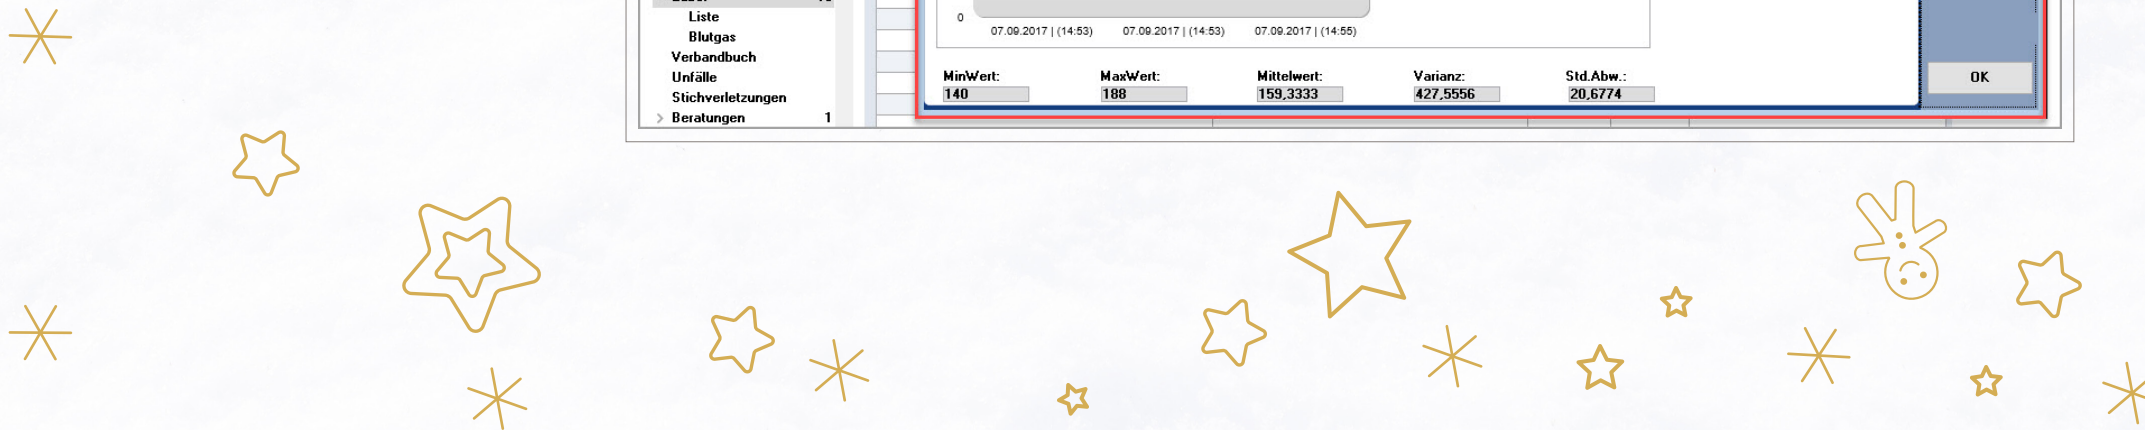 Liste
Blutgas
Verbandbuch
Unfälle
Stichverletzungen
Beratungen 1
0
07.09.2017 | (14:53) 07.09.2017 | (14:53) 07.09.2017 | (14:55)
MinWert: MaxWert: Mittelwert: Varianz: Std.Abw.:
140 188 159,3333 427,5556 20,6774
OK